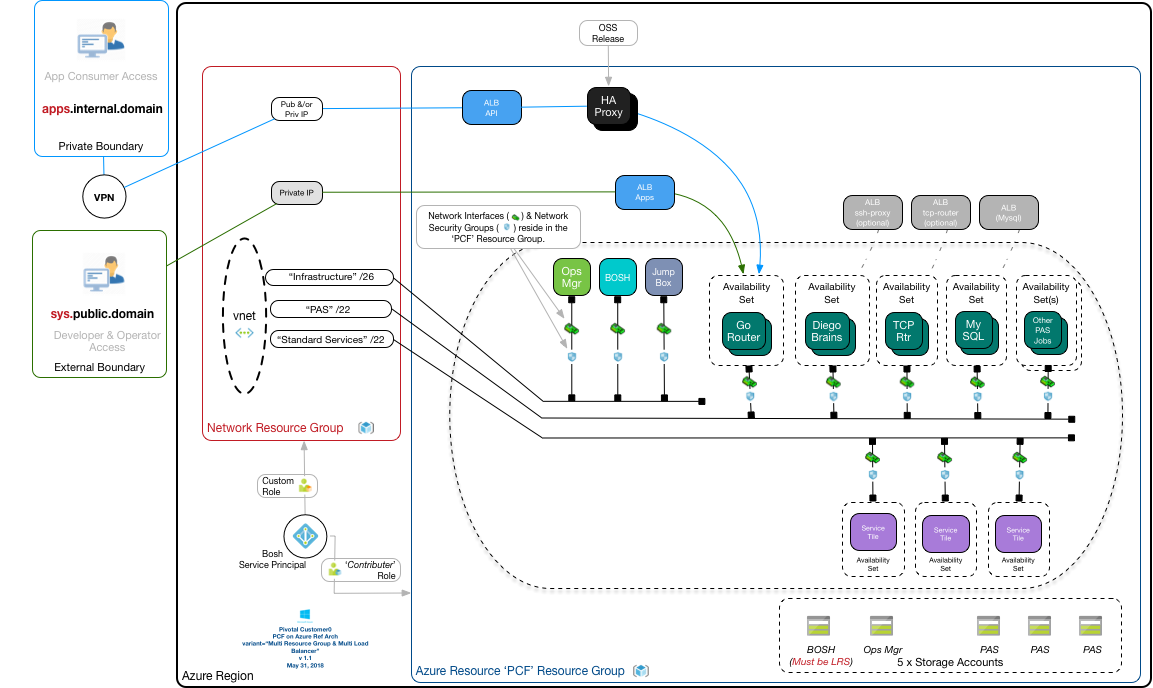 App Consumer Access
apps.internal.domain
Private Boundary
VPN
sys.public.domain
Developer & Operator
Access
External Boundary
OSS
Release
Pub &/or
Priv IP
ALB
API
HA
Proxy
Private IP
ALB
Apps
Network Interfaces ( ) & Network
Security Groups ( ) reside in the
‘PCF’ Resource Group.
ALB
ssh-proxy
(optional)
ALB
tcp-router
(optional)
ALB
(Mysql)
vnet
“Infrastructure” /26
“PAS” /22
“Standard Services” /22
Network Resource Group
Ops
Mgr
BOSH
Jump
Box
Availability
Set
Go
Router
Availability
Set
Diego
Brains
Availability
Set
TCP
Rtr
Availability
Set
My
SQL
Availability
Set(s)
Other
PAS
Jobs
Service
Tile
Availability
Set
Service
Tile
Availability
Set
Service
Tile
Availability
Set
Custom
Role
Bosh
Service Principal
‘Contributer’
Role
Pivotal Customer0
PCF on Azure Ref Arch
variant="Multi Resource Group & Multi Load
Balancer"
v 1.1
May 31, 2018
Azure Region
Azure Resource ‘PCF’ Resource Group
BOSH
(Must be LRS)
Ops Mgr
PAS
PAS
PAS
5 x Storage Accounts